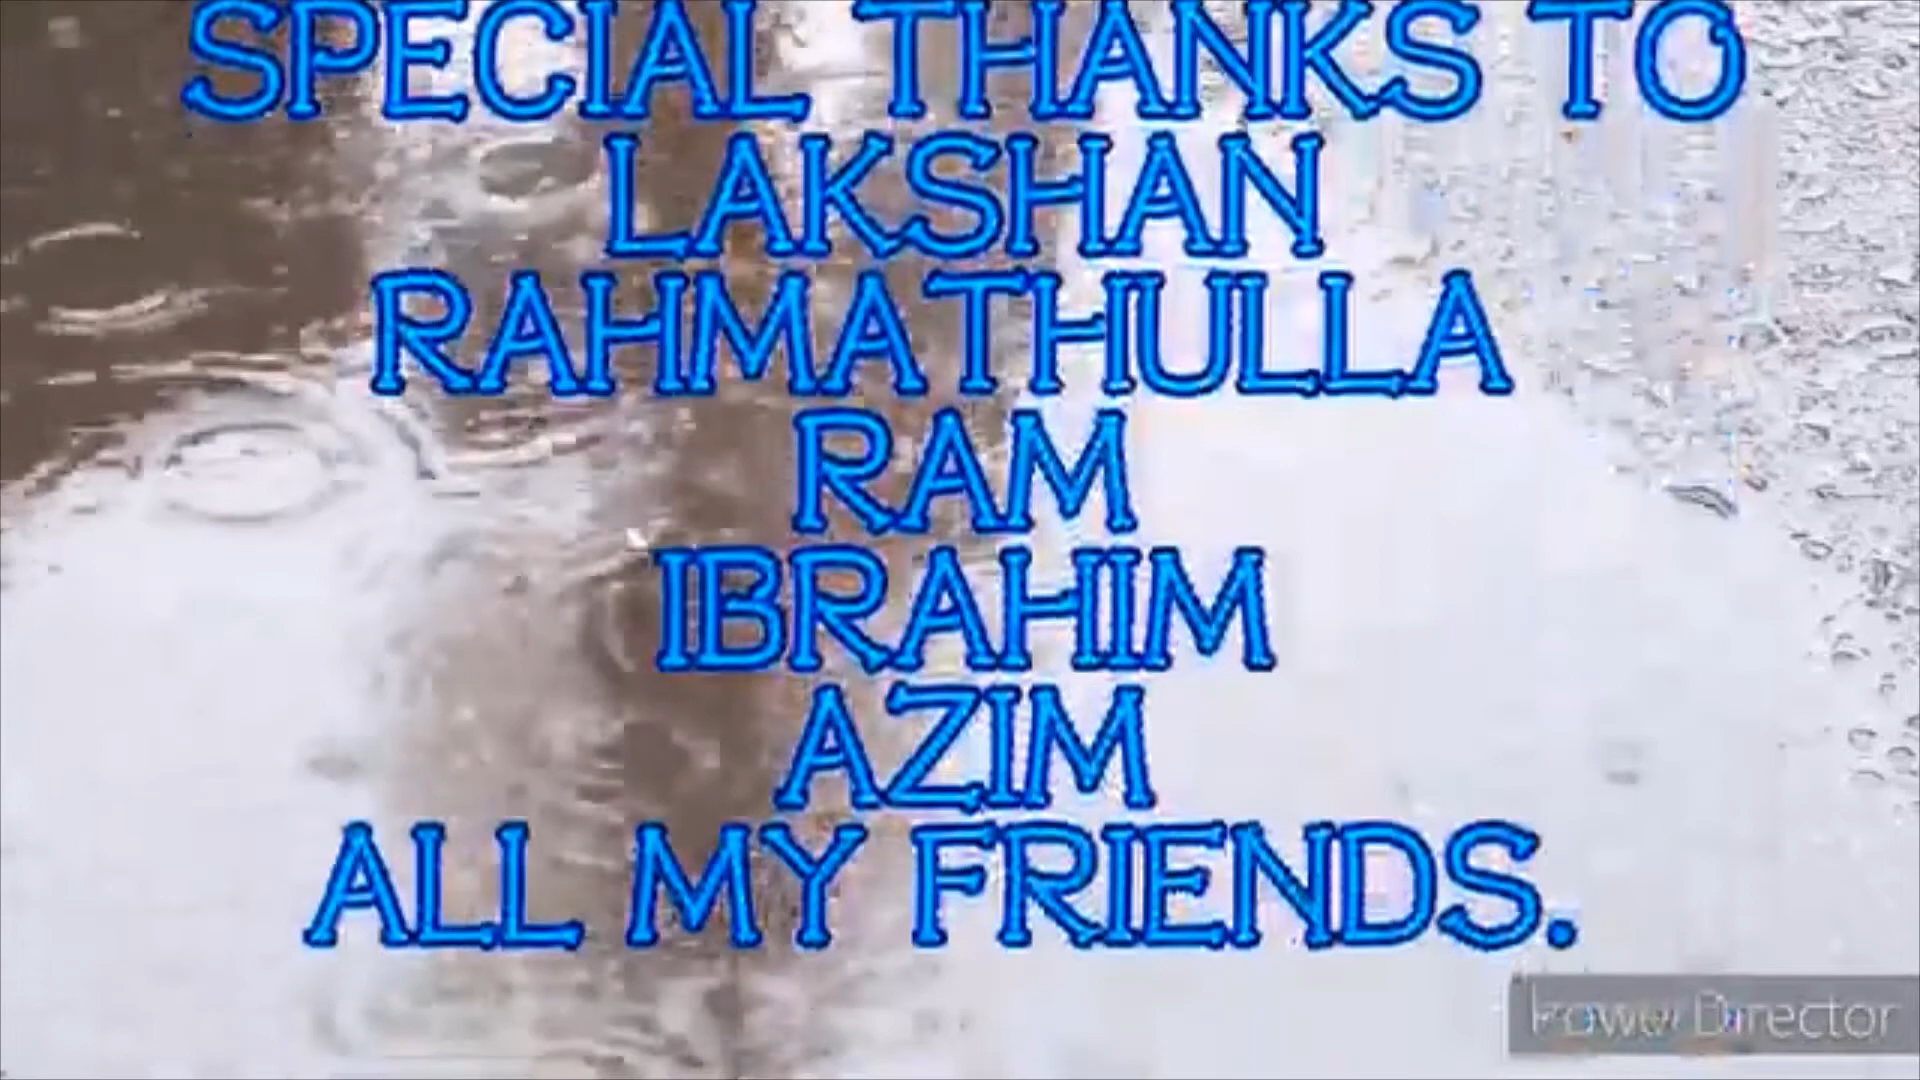 SPECIAL THANKS TO
LAKSHAN
RAHMATHULLA
RAM
IBRAHIM
AZIM
ALL MY FRIENDS.
PowerDirector